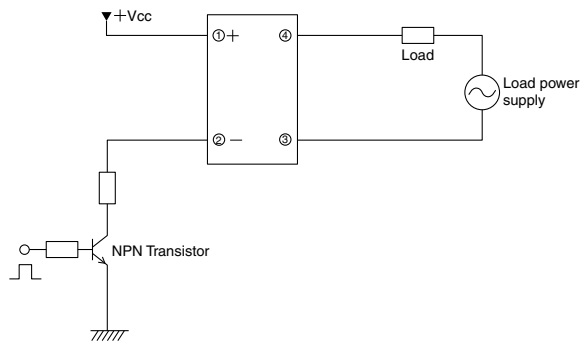 +Vcc
① +
④
Load
Load power
supply
② −
③
NPN Transistor